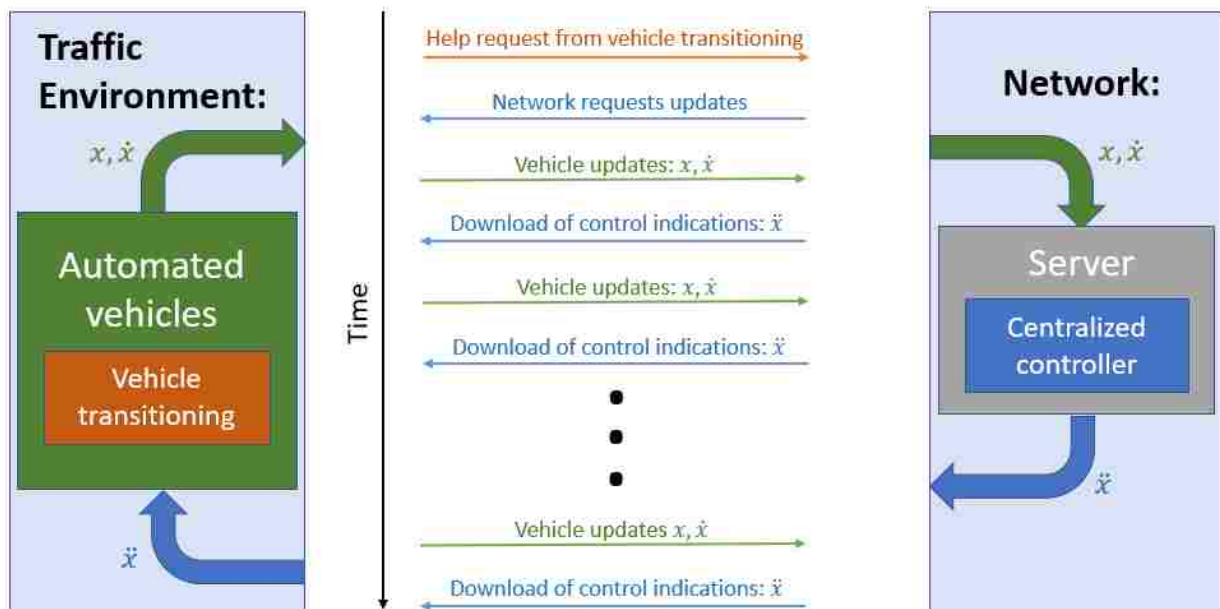 Traffic
Environment:
x, ẋ
Automated
vehicles
Vehicle
transitioning
ẍ
Time
Help request from vehicle transitioning
Network requests updates
Vehicle updates: x, ẋ
Download of control indications: ẍ
Vehicle updates: x, ẋ
Download of control indications: ẍ
Vehicle updates x, ẋ
Download of control indications: ẍ
Network:
x, ẋ
Server
Centralized
controller
ẍ